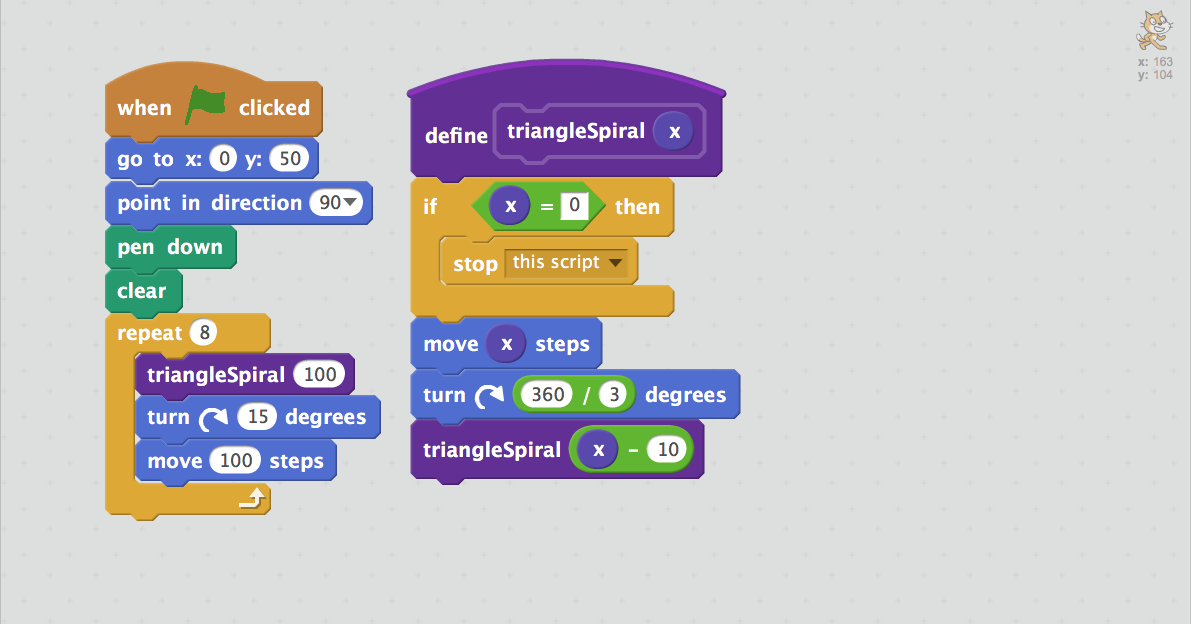 x: 163
y: 104
when clicked
go to x: 0 y: 50
point in direction 90
pen down
clear
repeat 8
triangleSpiral 100
turn 15 degrees
move 100 steps
define triangleSpiral x
if x = 0 then
stop this script
move x steps
turn 360 / 3 degrees
triangleSpiral x - 10